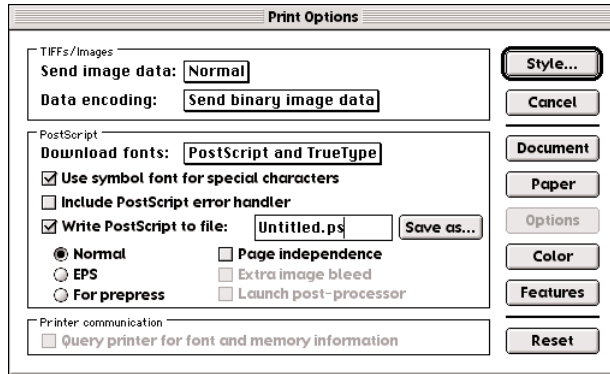 Print Options
TIFFs/Images
Send image data: Normal
Data encoding: Send binary image data
PostScript
Download fonts: PostScript and TrueType
Use symbol font for special characters
Include PostScript error handler
Write PostScript to file: Untitled.ps Save as...
Normal Page independence
EPS Extra image bleed
For prepress Launch post-processor
Printer communication
Query printer for font and memory information
Style...
Cancel
Document
Paper
Options
Color
Features
Reset